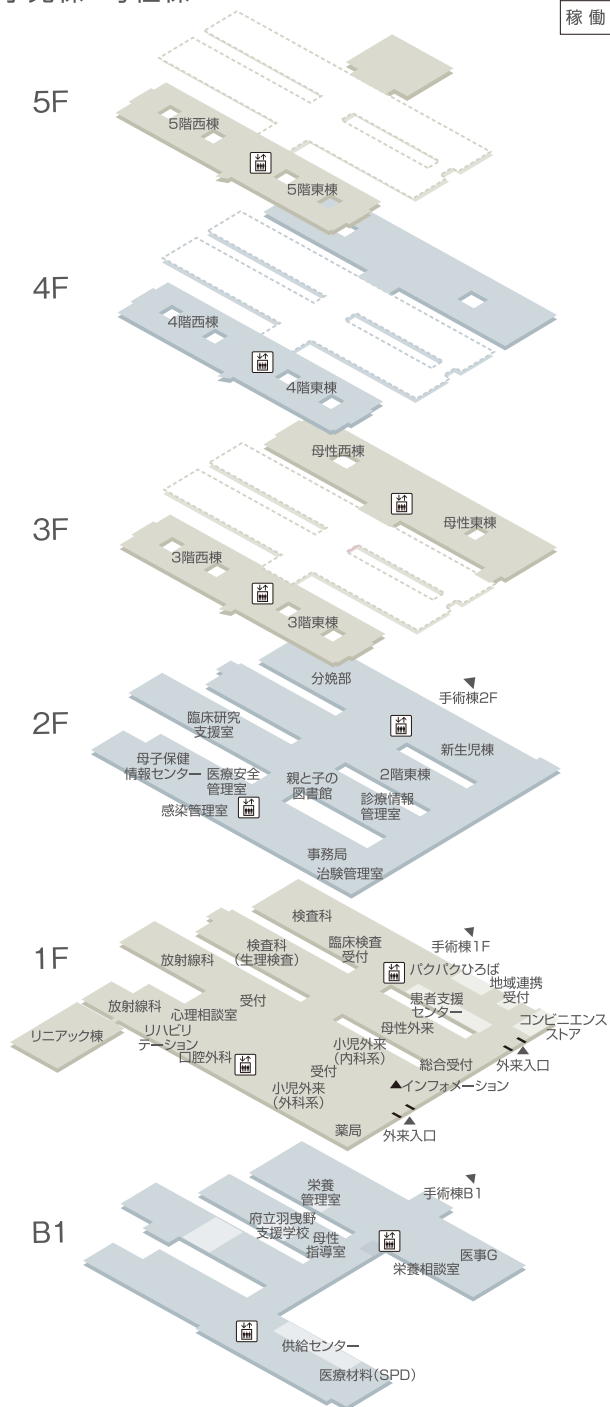 稼働
5F
5階西棟
5階東棟
4F
4階西棟
4階東棟
母性西棟
3F
母性東棟
3階西棟
3階東棟
分娩部
手術棟2F
2F
臨床研究
支援室
新生児棟
母子保健
情報センター
医療安全
管理室
親と子の
図書館
2階東棟
感染管理室
診療情報
管理室
事務局
治験管理室
検査科
1F
手術棟1F
臨床検査
受付
検査科
(生理検査)
放射線科
パクパクひろば
地域連携
受付
放射線科
受付
患者支援
センター
コンビニエンス
ストア
心理相談室
母性外来
リニアック棟
リハビリ
テーション
小児外来
(内科系)
口腔外科
総合受付
外来入口
受付
インフォメーション
小児外来
(外科系)
薬局
外来入口
栄養
管理室
手術棟B1
B1
府立羽曳野
支援学校
母性
指導室
医事G
栄養相談室
供給センター
医療材料(SPD)